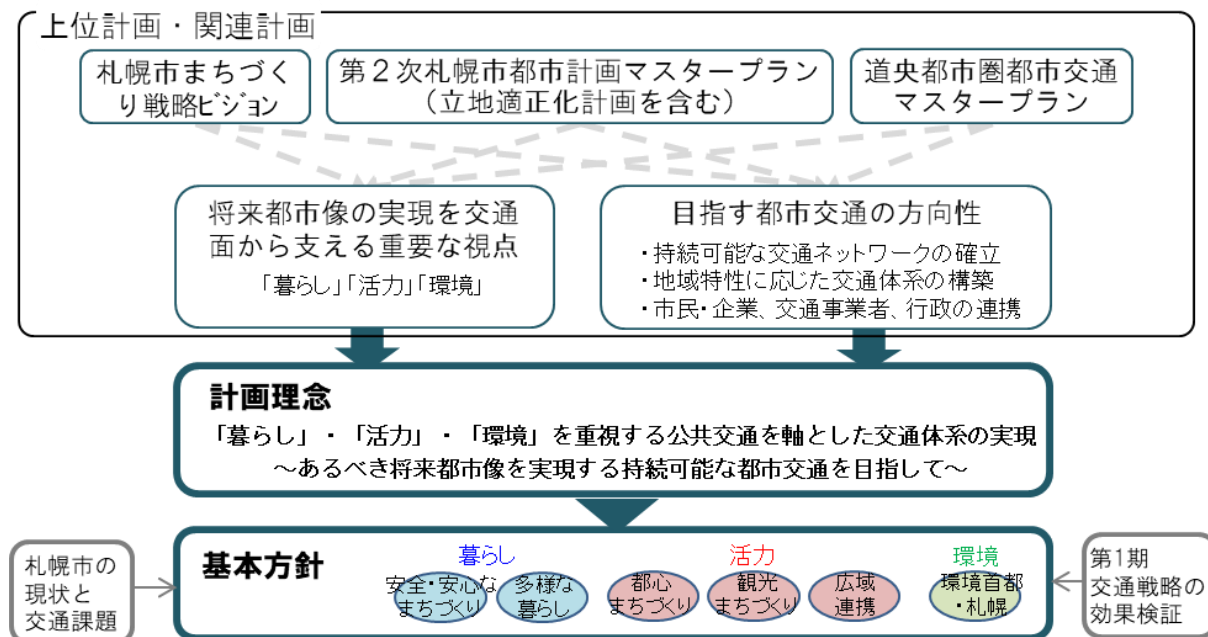 上位計画・関連計画
札幌市まちづく
り戦略ビジョン
第2次札幌市都市計画マスタープラン
(立地適正化計画を含む)
道央都市圏都市交通
マスタープラン
将来都市像の実現を交通
面から支える重要な視点
「暮らし」「活力」「環境」
目指す都市交通の方向性
・持続可能な交通ネットワークの確立
・地域特性に応じた交通体系の構築
・市民・企業、交通事業者、行政の連携
計画理念
「暮らし」・「活力」・「環境」を重視する公共交通を軸とした交通体系の実現
~あるべき将来都市像を実現する持続可能な都市交通を目指して~
札幌市の
現状と
交通課題
基本方針
暮らし
安全・安心な
まちづくり
多様な
暮らし
活力
都心
まちづくり
観光
まちづくり
広域
連携
環境
環境首都
・札幌
第1期
交通戦略の
効果検証